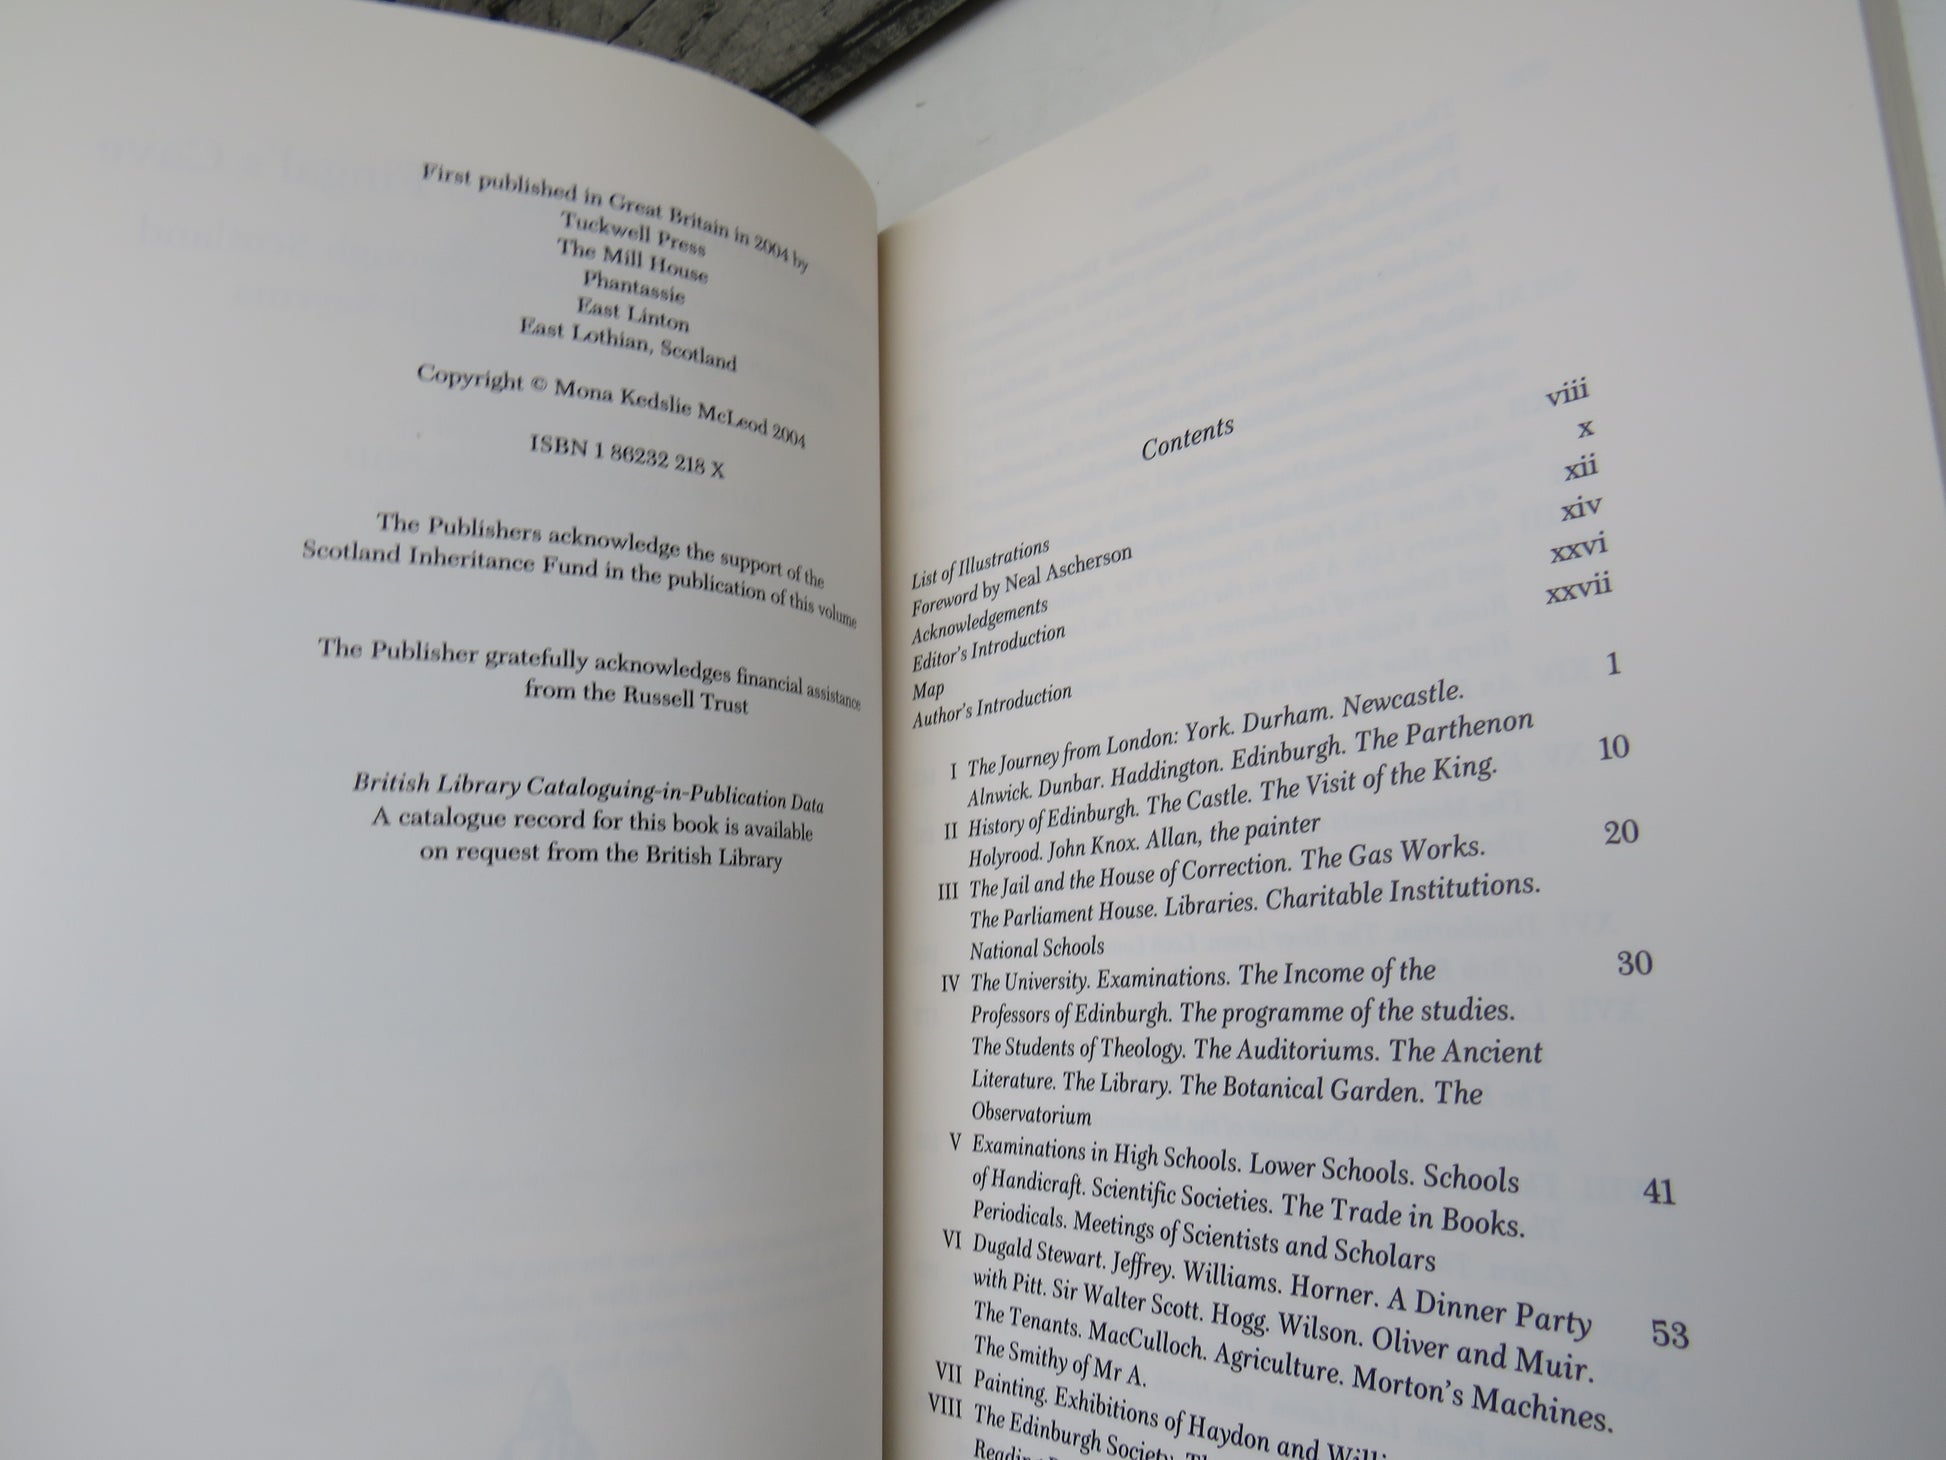 First published in Great Britain in 2004 by
Tuckwell Press
The Mill House
Phantassie
East Linton
East Lothian, Scotland
Copyright © Mona Kedslie McLeod 2004
ISBN 1 86232 218 X
The Publishers acknowledge the support of the
Scotland Inheritance Fund in the publication of this volume
The Publisher gratefully acknowledges financial assistance
from the Russell Trust
British Library Cataloguing-in-Publication Data
A catalogue record for this book is available
on request from the British Library
Contents
List of Illustrations viii
Foreword by Neal Ascherson x
Acknowledgements xii
Editor's Introduction xiv
Map xxvi
Author's Introduction xxvii
I The Journey from London: York. Durham. Newcastle. 1
Alnwick. Dunbar. Haddington. Edinburgh. The Parthenon
II History of Edinburgh. The Castle. The Visit of the King. 10
Holyrood. John Knox. Allan, the painter
III The Jail and the House of Correction. The Gas Works. 20
The Parliament House. Libraries. Charitable Institutions.
National Schools
IV The University. Examinations. The Income of the 30
Professors of Edinburgh. The programme of the studies.
The Students of Theology. The Auditoriums. The Ancient
Literature. The Library. The Botanical Garden. The
Observatorium
V Examinations in High Schools. Lower Schools. Schools 41
of Handicraft. Scientific Societies. The Trade in Books.
Periodicals. Meetings of Scientists and Scholars
VI Dugald Stewart. Jeffrey. Williams. Horner. A Dinner Party 53
with Pitt. Sir Walter Scott. Hogg. Wilson. Oliver and Muir.
The Tenants. MacCulloch. Agriculture. Morton's Machines.
The Smithy of Mr A.
VII Painting. Exhibitions of Haydon and
VIII The Edinburgh Society.